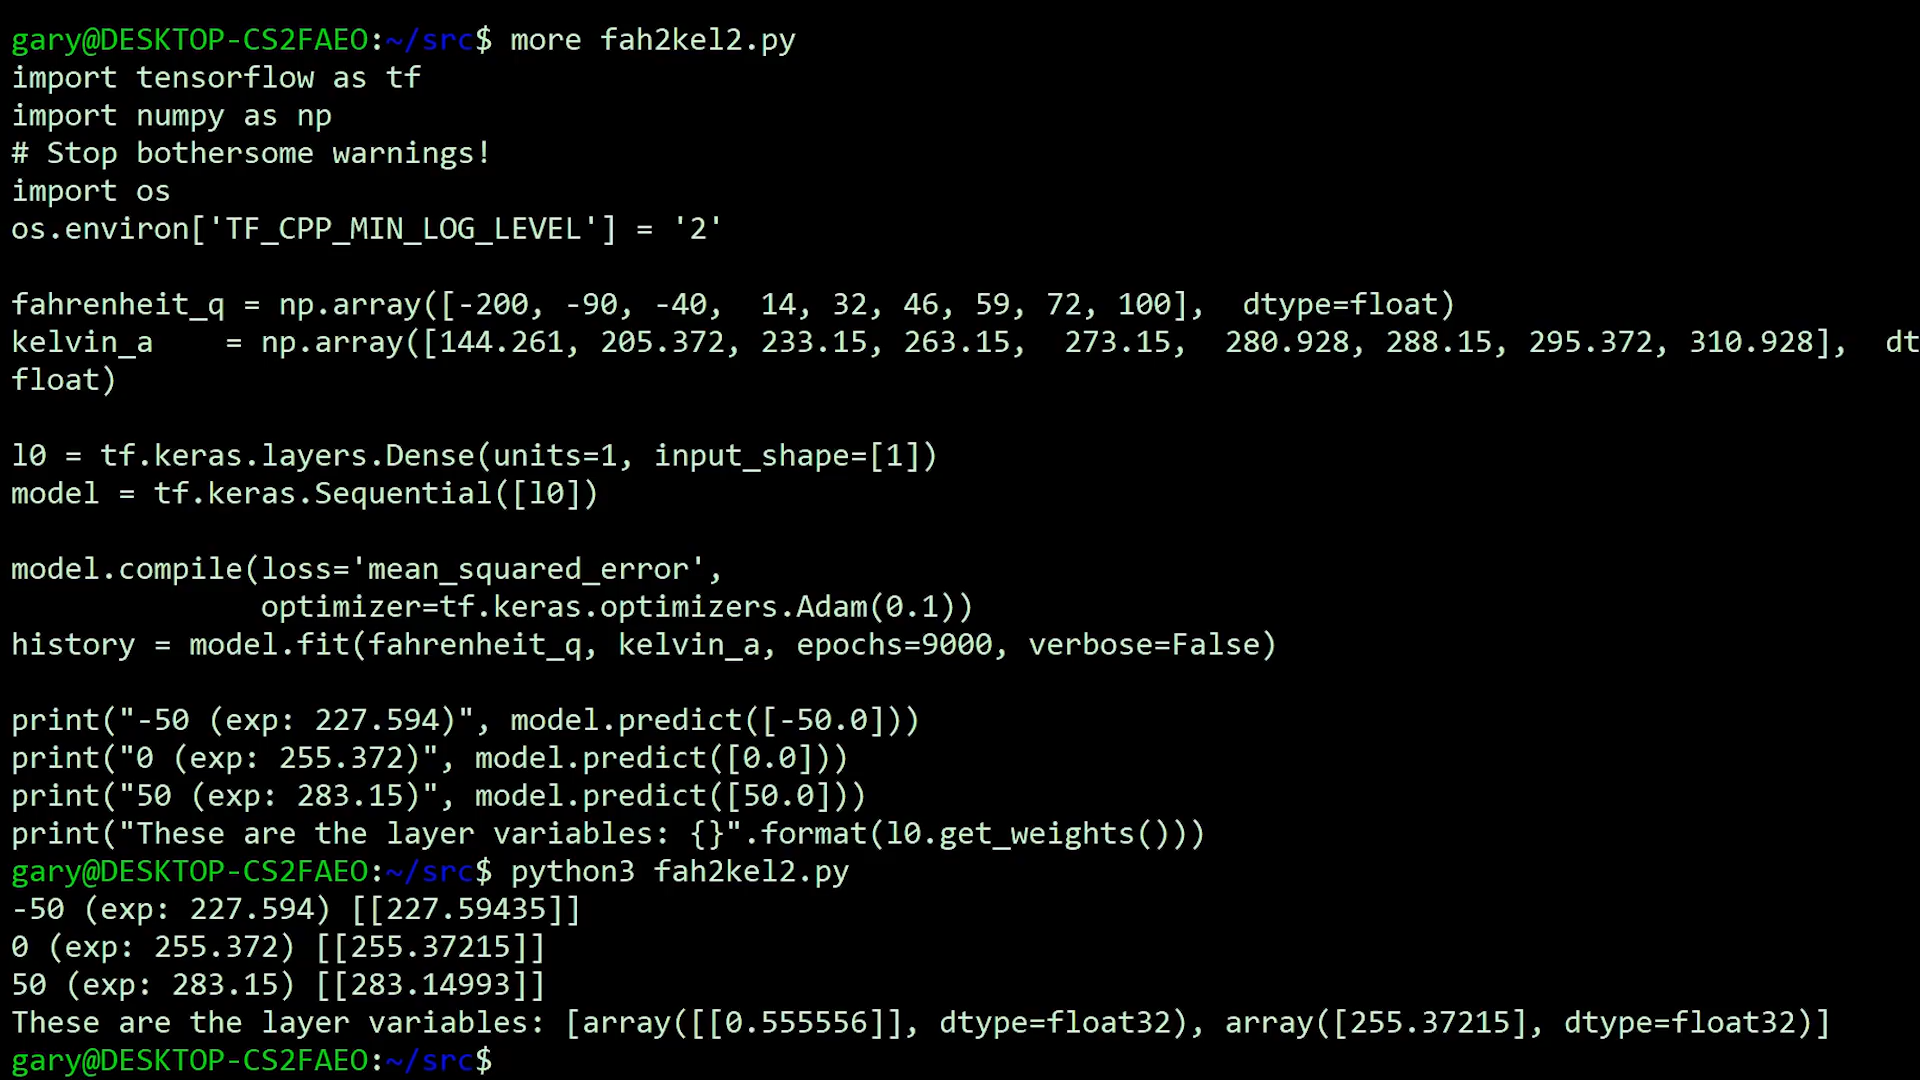 gary@DESKTOP-CS2FAEO:~/src$ more fah2kel2.py
import tensorflow as tf
import numpy as np
# Stop bothersome warnings!
import os
os.environ['TF_CPP_MIN_LOG_LEVEL'] = '2'

fahrenheit_q = np.array([-200, -90, -40,  14, 32, 46, 59, 72, 100],  dtype=float)
kelvin_a    = np.array([144.261, 205.372, 233.15, 263.15,  273.15,  280.928, 288.15, 295.372, 310.928],  dt
float)

l0 = tf.keras.layers.Dense(units=1, input_shape=[1])
model = tf.keras.Sequential([l0])

model.compile(loss='mean_squared_error',
              optimizer=tf.keras.optimizers.Adam(0.1))
history = model.fit(fahrenheit_q, kelvin_a, epochs=9000, verbose=False)

print("-50 (exp: 227.594)", model.predict([-50.0]))
print("0 (exp: 255.372)", model.predict([0.0]))
print("50 (exp: 283.15)", model.predict([50.0]))
print("These are the layer variables: {}".format(l0.get_weights()))
gary@DESKTOP-CS2FAEO:~/src$ python3 fah2kel2.py
-50 (exp: 227.594) [[227.59435]]
0 (exp: 255.372) [[255.37215]]
50 (exp: 283.15) [[283.14993]]
These are the layer variables: [array([[0.555556]], dtype=float32), array([255.37215], dtype=float32)]
gary@DESKTOP-CS2FAEO:~/src$